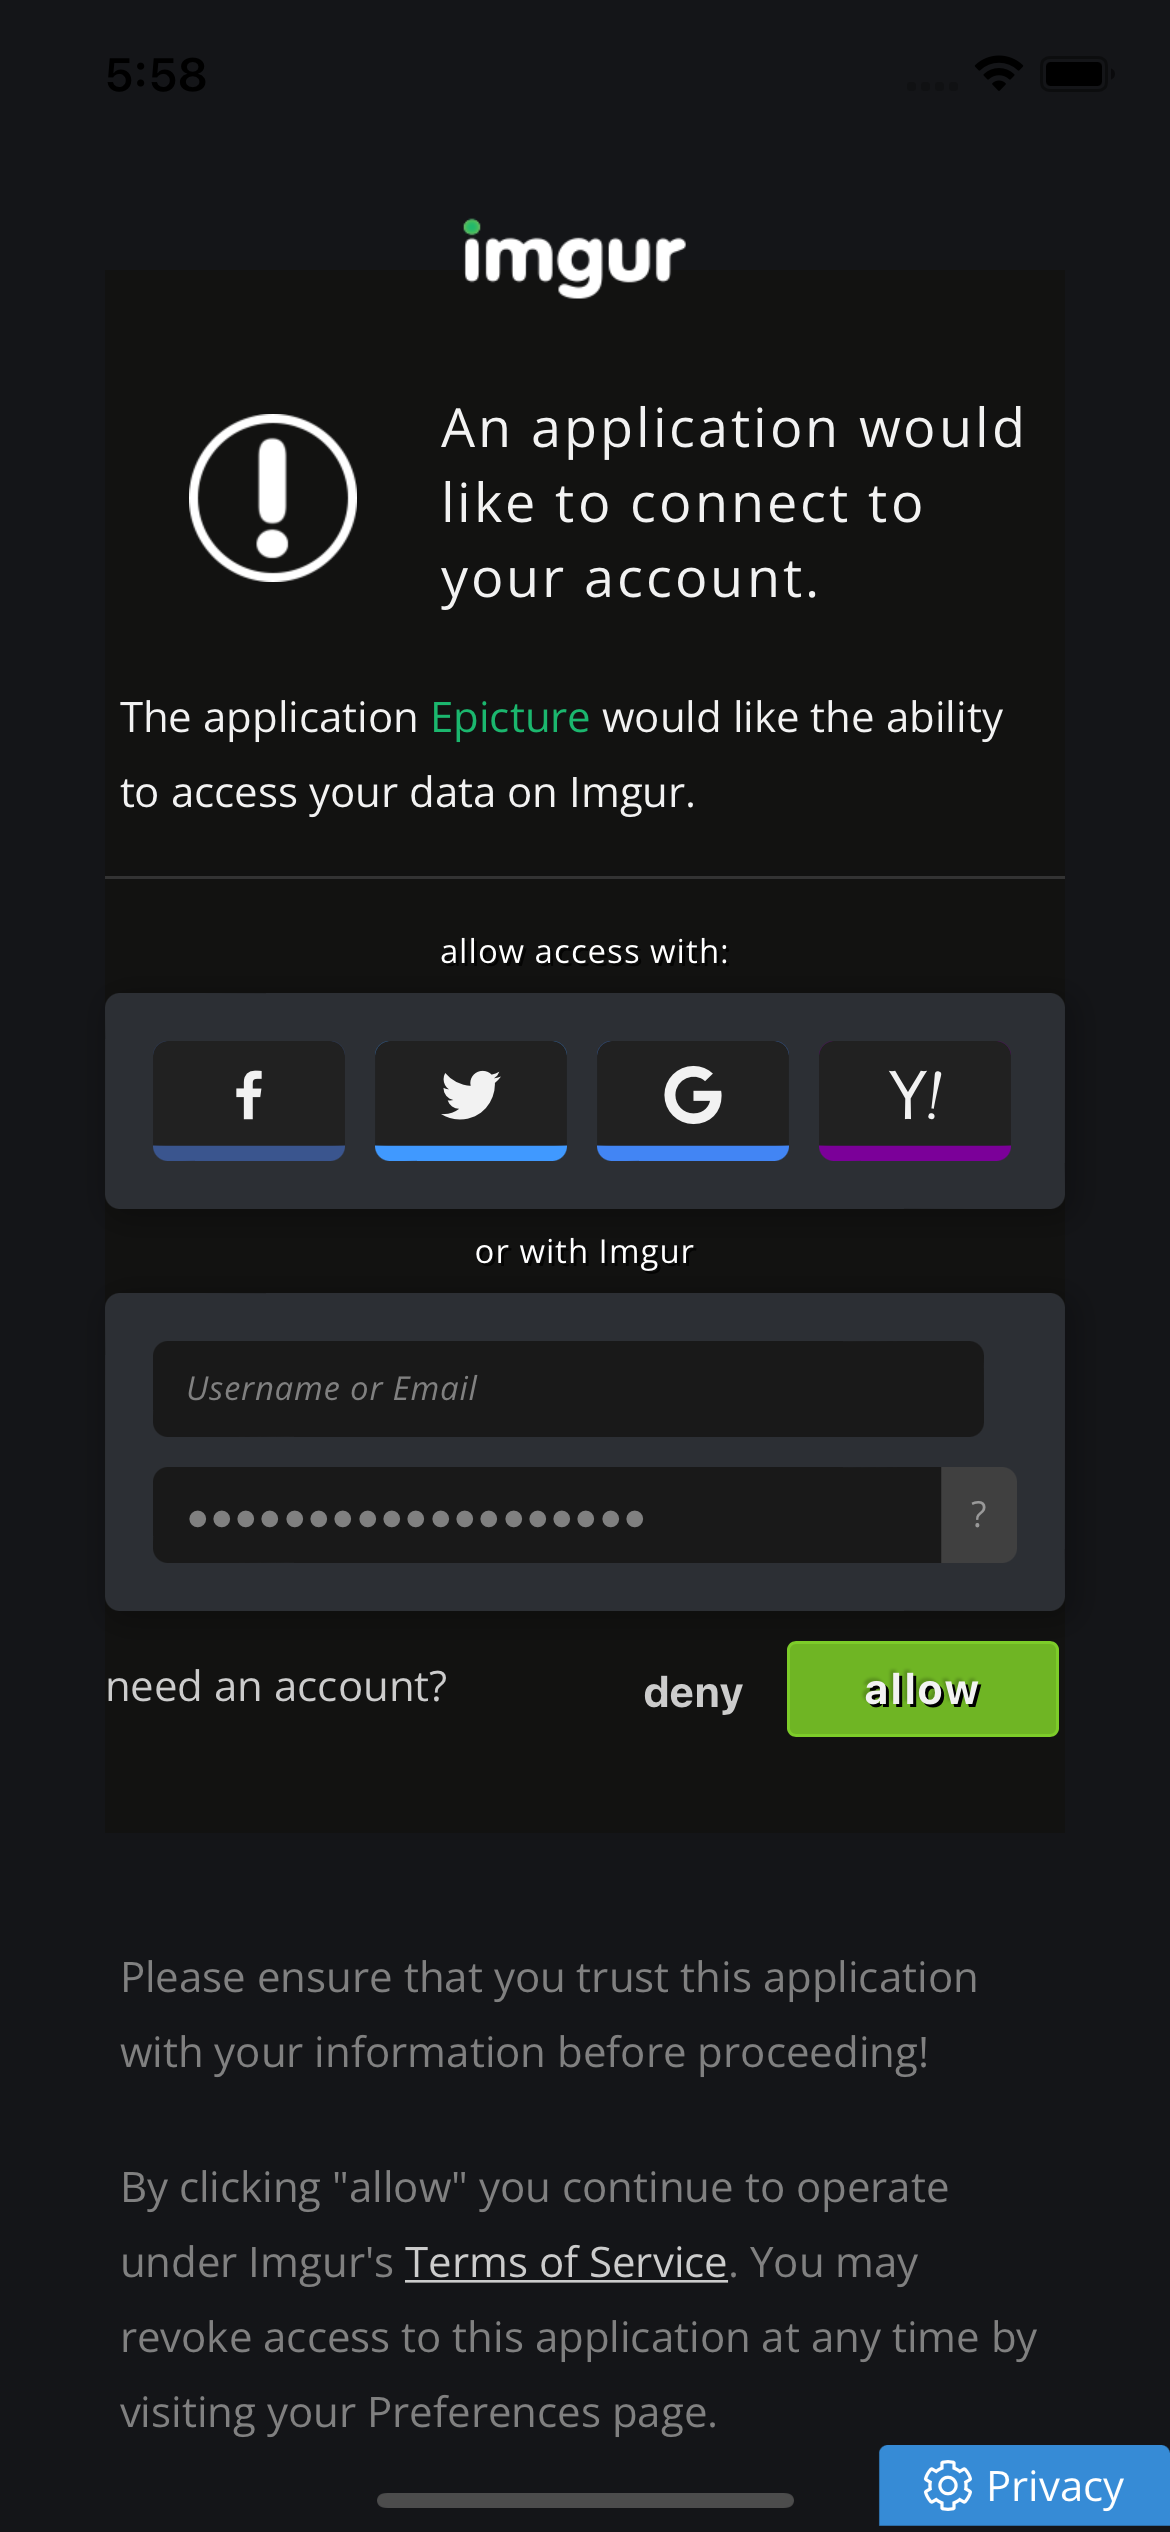 5:58
imgur
An application would
like to connect to
your account.
The application Epicture would like the ability
to access your data on Imgur.
allow access with:
f G Y!
or with Imgur
Username or Email
•••••••••••••••••••
?
need an account?
deny
allow
Please ensure that you trust this application
with your information before proceeding!
By clicking "allow" you continue to operate
under Imgur's Terms of Service. You may
revoke access to this application at any time by
visiting your Preferences page.
Privacy